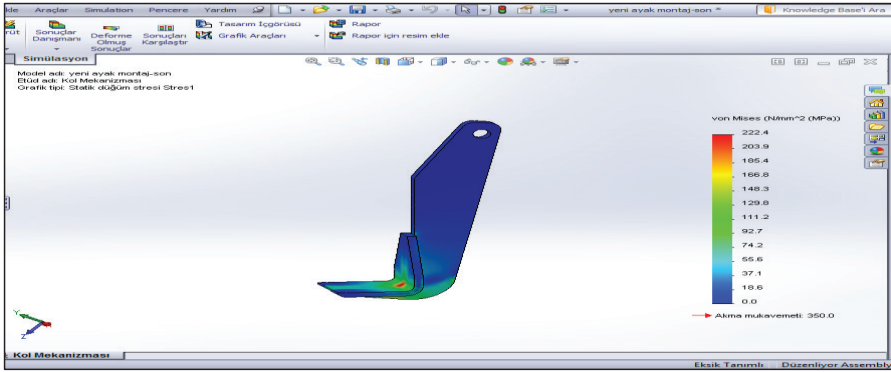 kle Araçlar Simulation Pencere Yardım yeni ayak montaj-son * Knowledge Base'i Ara
rüt Sonuçlar Danışmanı Deforme Olmuş Sonuçlar Sonuçları Karşılaştır Tasarım İçgörüsü Rapor
Grafik Araçları Rapor için resim ekle
Simülasyon
Model adı: yeni ayak montaj-son
Etüd adı: Kol Mekanizması
Grafik tipi: Statik düğüm stresi Stres1
von Mises (N/mm^2 (MPa))
222.4
203.9
185.4
166.8
148.3
129.8
111.2
92.7
74.2
55.6
37.1
18.6
0.0
Akma mukavemeti: 350.0
Y
Z
Kol Mekanizması
Eksik Tanımlı Düzenliyor Assembly